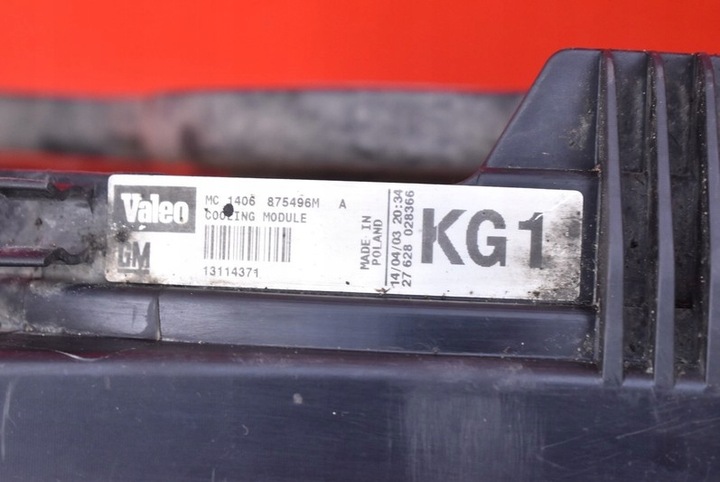 Valeo
MC 1406 875496M A
COOLING MODULE
GM
13114371
MADE IN
POLAND
14/04/03 20:34
27 628 028366
KG1